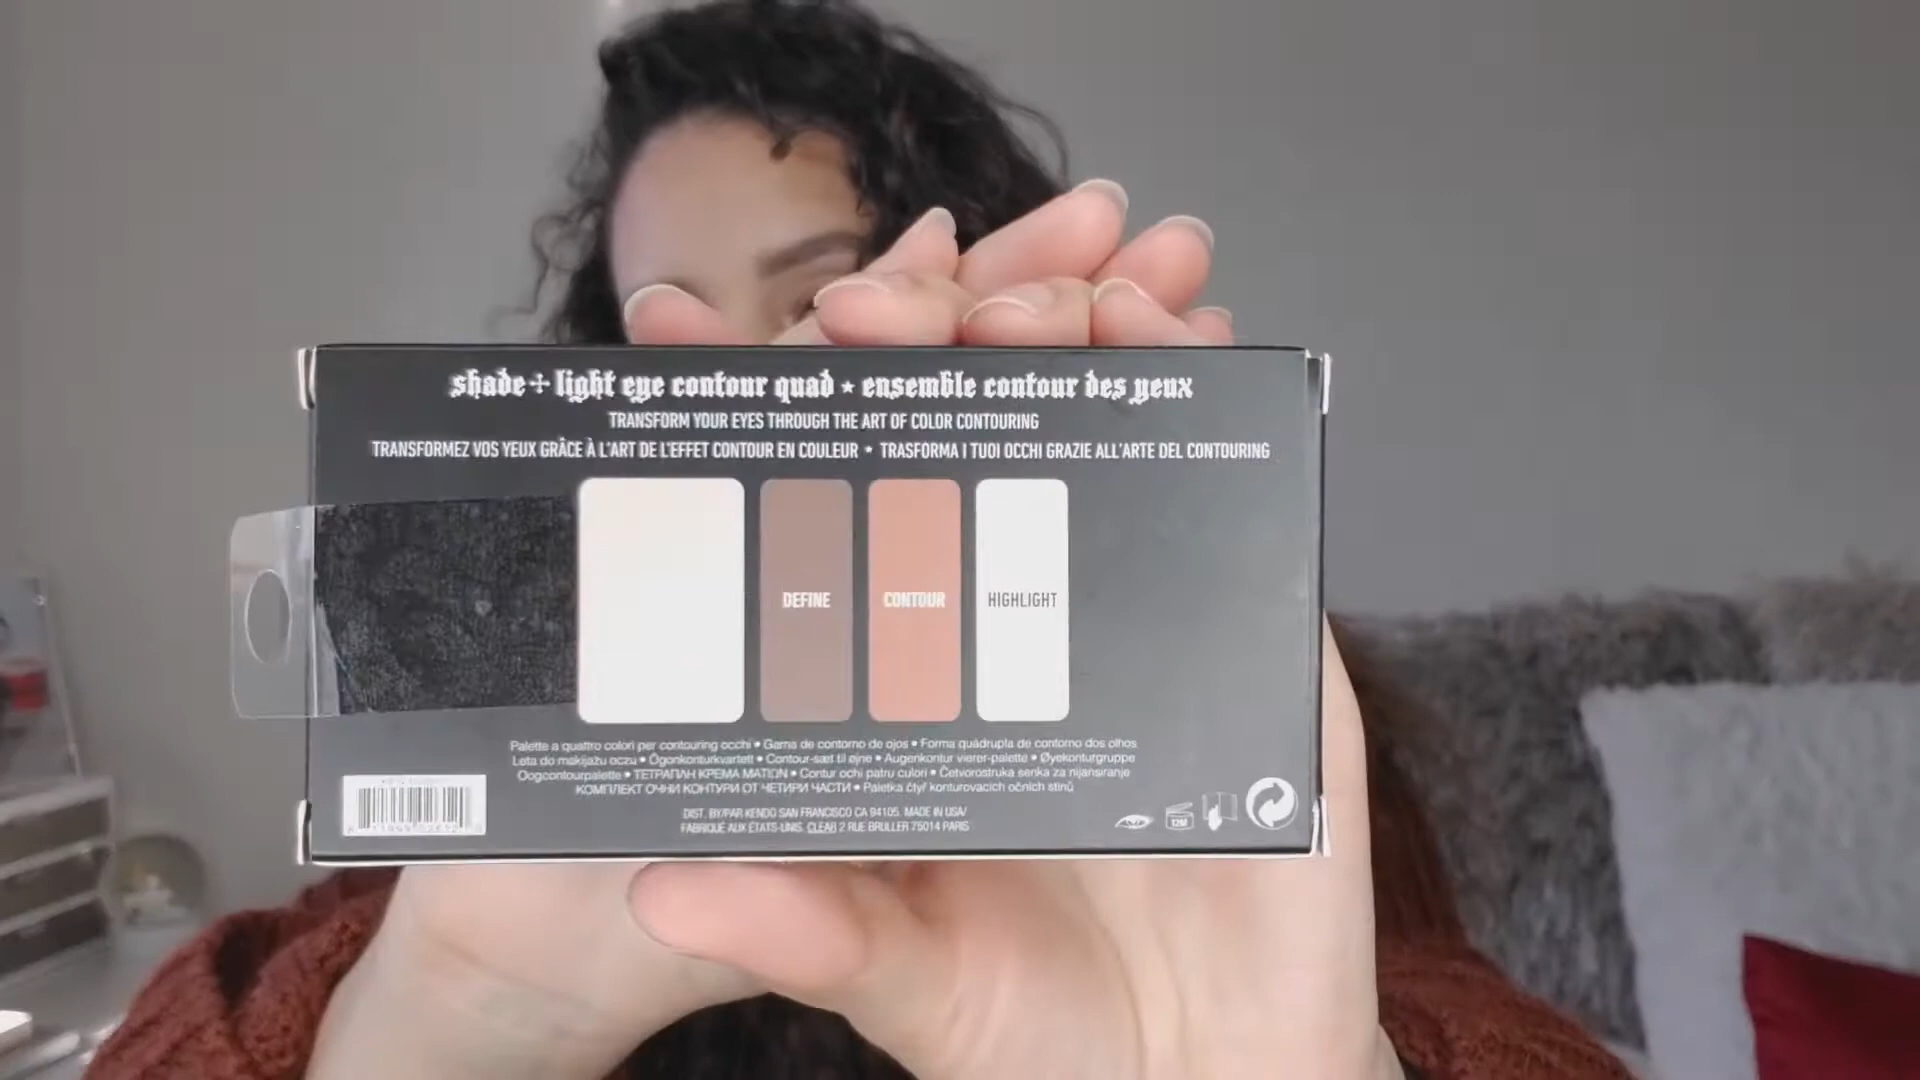 shade + light eye contour quad ★ ensemble contour des yeux
TRANSFORM YOUR EYES THROUGH THE ART OF COLOR CONTOURING
TRANSFORMEZ VOS YEUX GRÂCE À L'ART DE L'EFFET CONTOUR EN COULEUR ★ TRASFORMA I TUOI OCCHI GRAZIE ALL'ARTE DEL CONTOURING
DEFINE
CONTOUR
HIGHLIGHT
Palette a quattro colori per contouring occhi • Gama de contorno de ojos • Forma quádrupla de contorno dos olhos
Leta do makijażu oczu • Ögonkonturkvartett • Contour-sæt til øjne • Augenkontur vierer-palette • Øyekonturgruppe
Oogcontourpalette • ТЕТРАПАН КРЕМА МАТІОN • Contur ochi patru culori • Četvorostruka senka za nijansiranje
КОМПЛЕКТ ОЧНИ КОНТУРИ ОТ ЧЕТИРИ ЧАСТИ • Paletka čtyř konturovacích očních stínů
DIST. BY/PAR KENDO SAN FRANCISCO CA 94105. MADE IN USA/
FABRIQUÉ AUX ÉTATS-UNIS. CLEAB 2 RUE BRULLER 75014 PARIS
12M